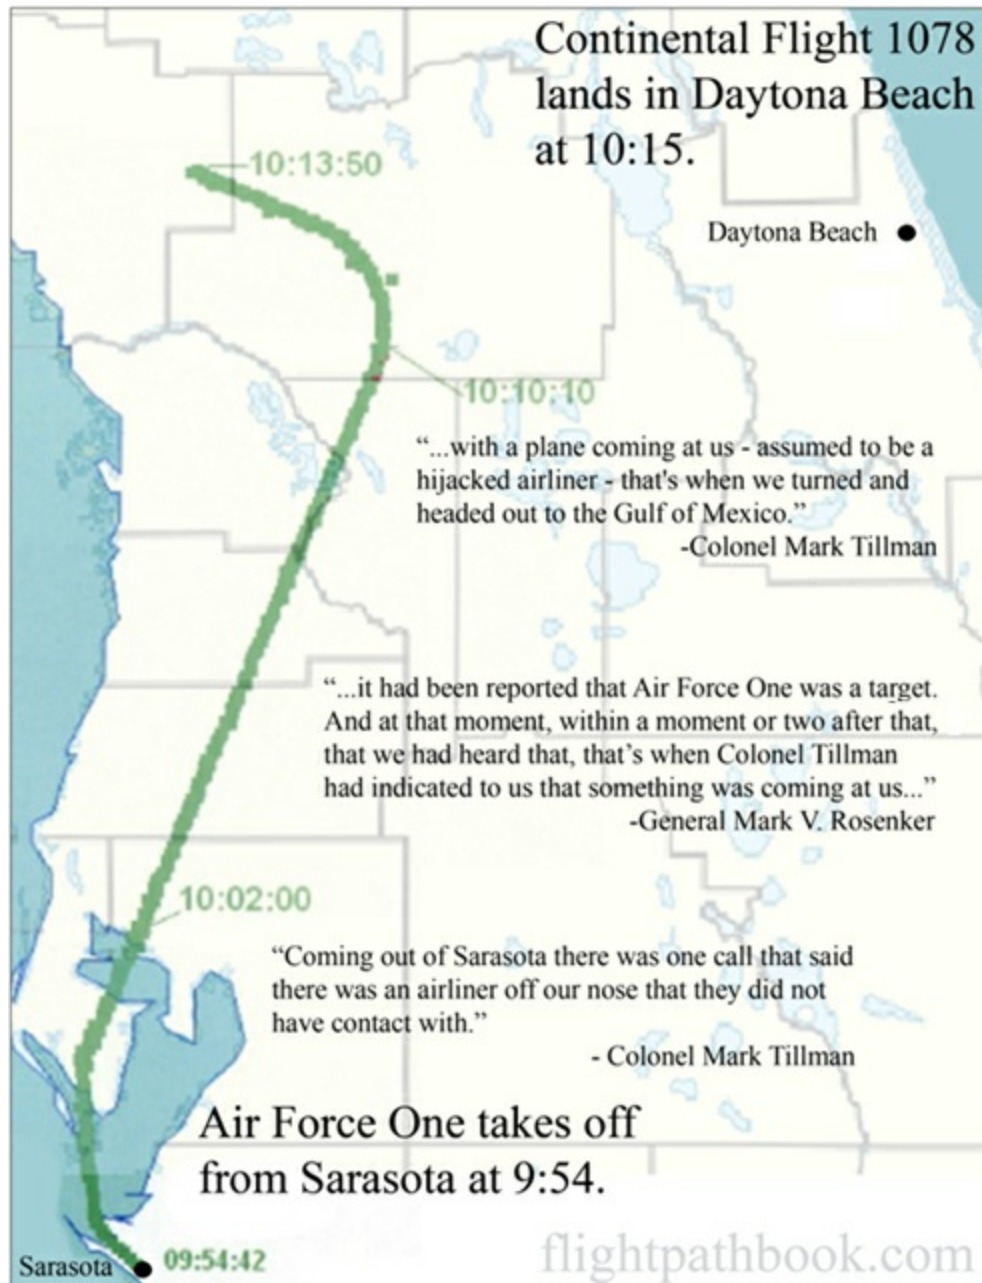 Continental Flight 1078
lands in Daytona Beach
at 10:15.
10:13:50
Daytona Beach
10:10:10
“...with a plane coming at us - assumed to be a
hijacked airliner - that's when we turned and
headed out to the Gulf of Mexico.”
-Colonel Mark Tillman
“...it had been reported that Air Force One was a target.
And at that moment, within a moment or two after that,
that we had heard that, that’s when Colonel Tillman
had indicated to us that something was coming at us...”
-General Mark V. Rosenker
10:02:00
“Coming out of Sarasota there was one call that said
there was an airliner off our nose that they did not
have contact with.”
- Colonel Mark Tillman
Air Force One takes off
from Sarasota at 9:54.
flightpathbook.com
Sarasota
09:54:42